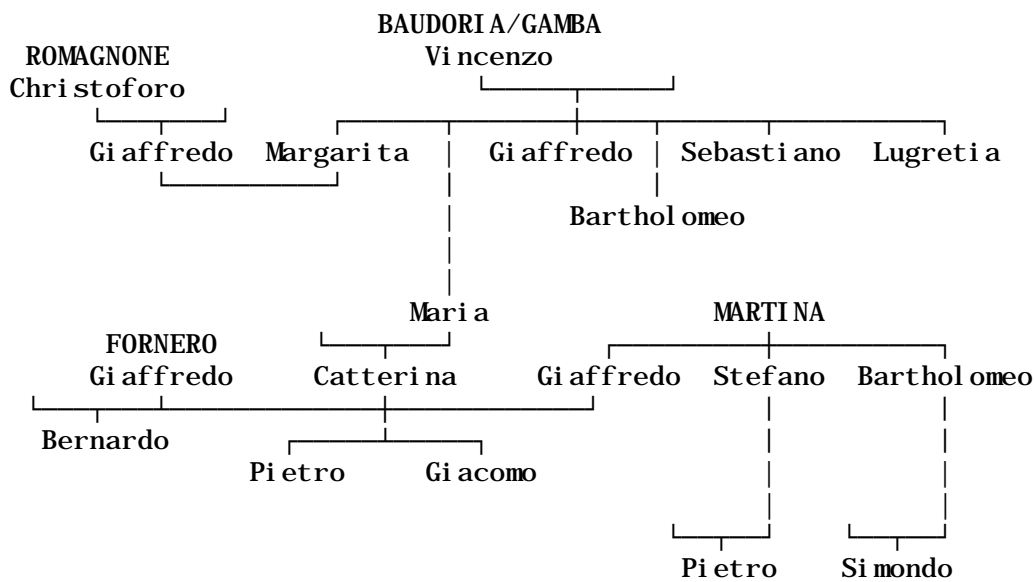 BAUDORIA/GAMBA
ROMAGNONE Vincenzo
Christoforo
Giaffredo Margarita Giaffredo Sebastiano Lugretia
Bartholomeo
Maria MARTINA
FORNERO
Giaffredo Catterina Giaffredo Stefano Bartholomeo
Bernardo
Pietro Giacomo
Pietro Simondo